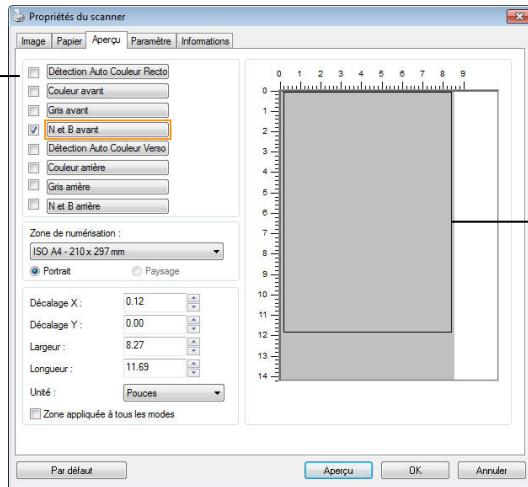 Propriétés du scanner
Image Papier Aperçu Paramètre Informations
Détection Auto Couleur Recto
Couleur avant
Gris avant
N et B avant
Détection Auto Couleur Verso
Couleur arrière
Gris arrière
N et B arrière
Zone de numérisation :
ISO A4 - 210 x 297 mm
Portrait Paysage
Décalage X : 0.12
Décalage Y : 0.00
Largeur : 8.27
Longueur : 11.69
Unité : Pouces
Zone appliquée à tous les modes
0 1 2 3 4 5 6 7 8 9
0
1
2
3
4
5
6
7
8
9
10
11
12
13
14
Par défaut Aperçu OK Annuler